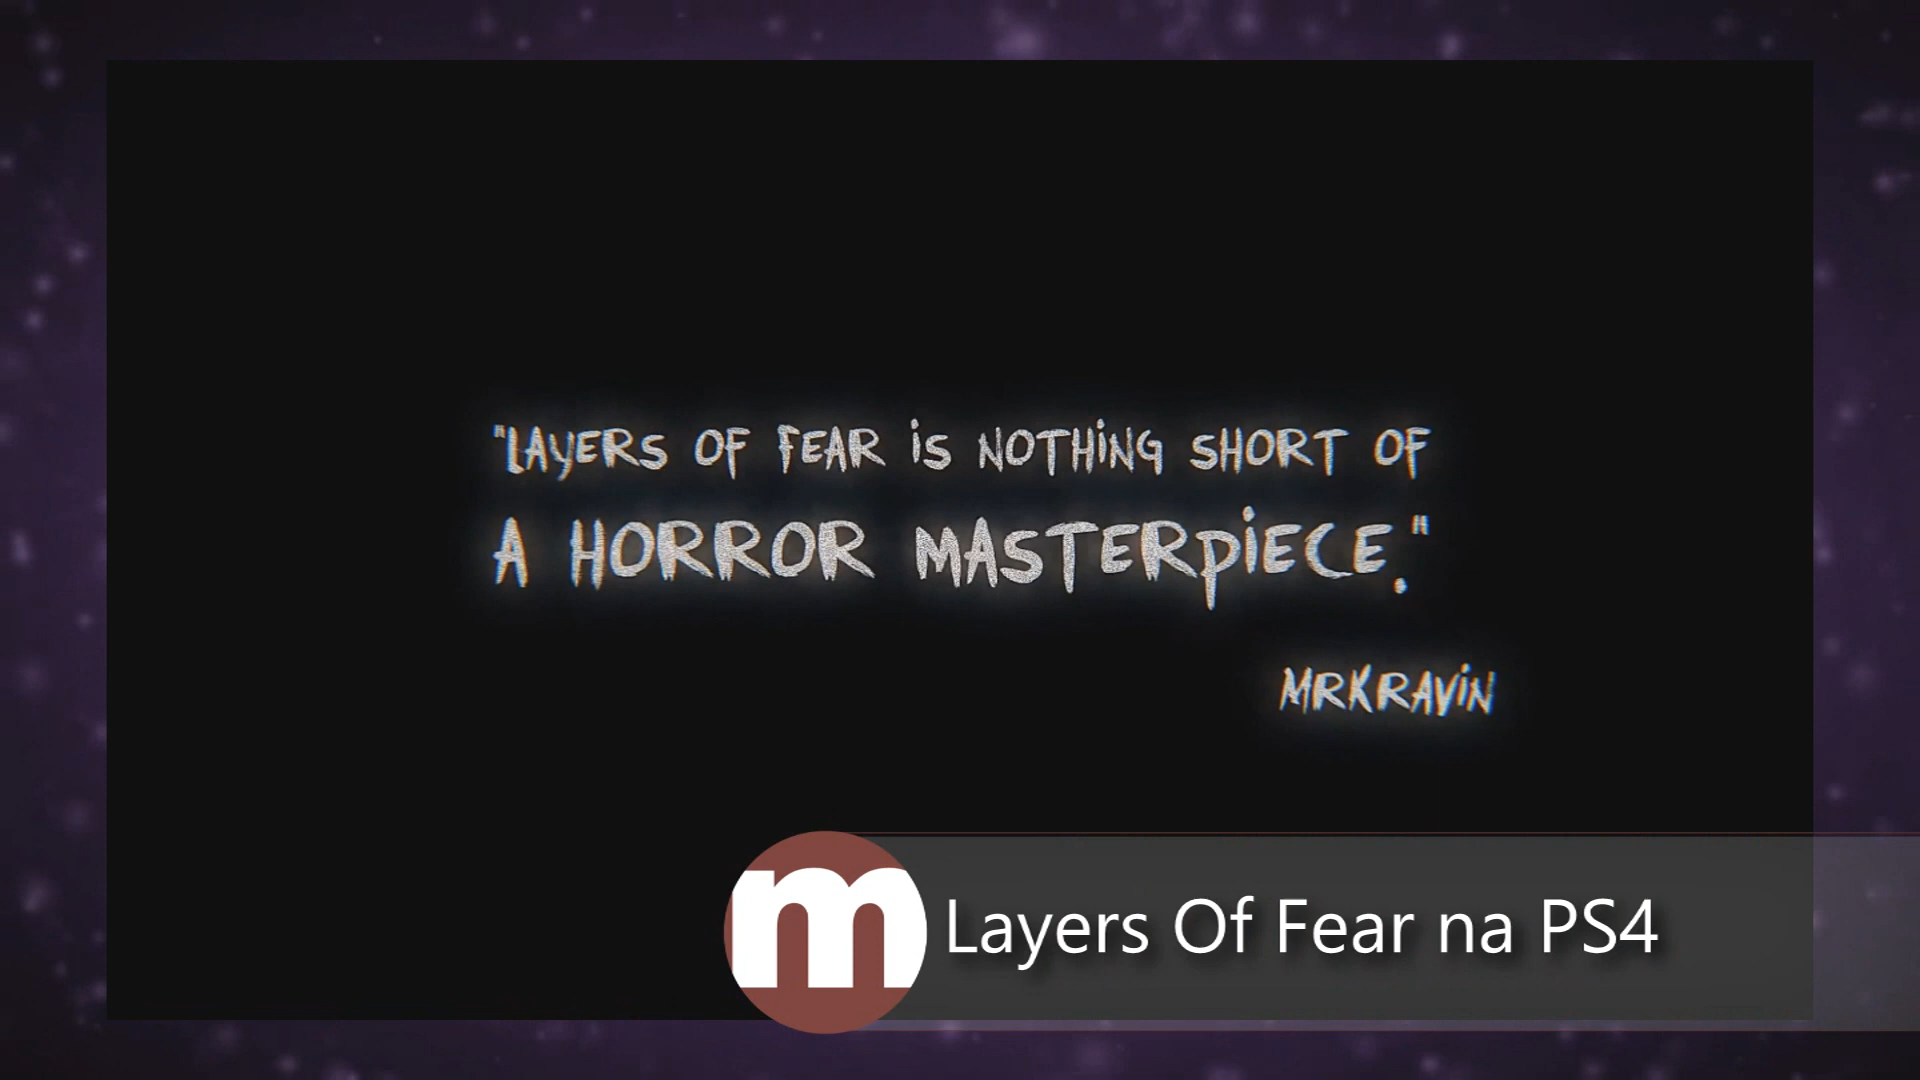 "LAYERS OF FEAR iS NOTHiNG SHORT OF
A HORROR MASTERPiECE."
MRKRAViN
m
Layers Of Fear na PS4